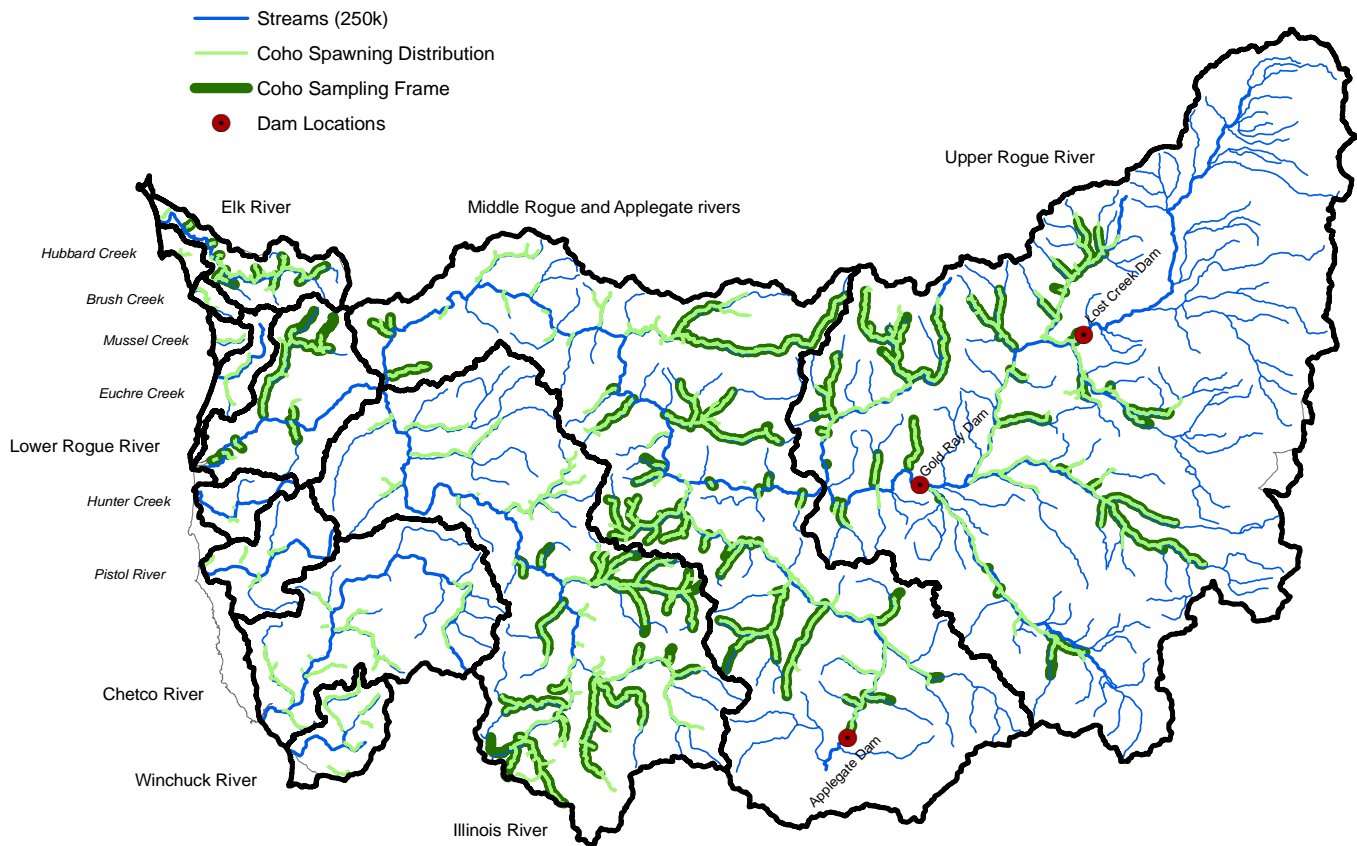 Streams (250k)
Coho Spawning Distribution
Coho Sampling Frame
Dam Locations
Upper Rogue River
Elk River
Middle Rogue and Applegate rivers
Hubbard Creek
Brush Creek
Lost Creek Dam
Mussel Creek
Euchre Creek
Lower Rogue River
Gold Ray Dam
Hunter Creek
Pistol River
Chetco River
Winchuck River
Applegate Dam
Illinois River